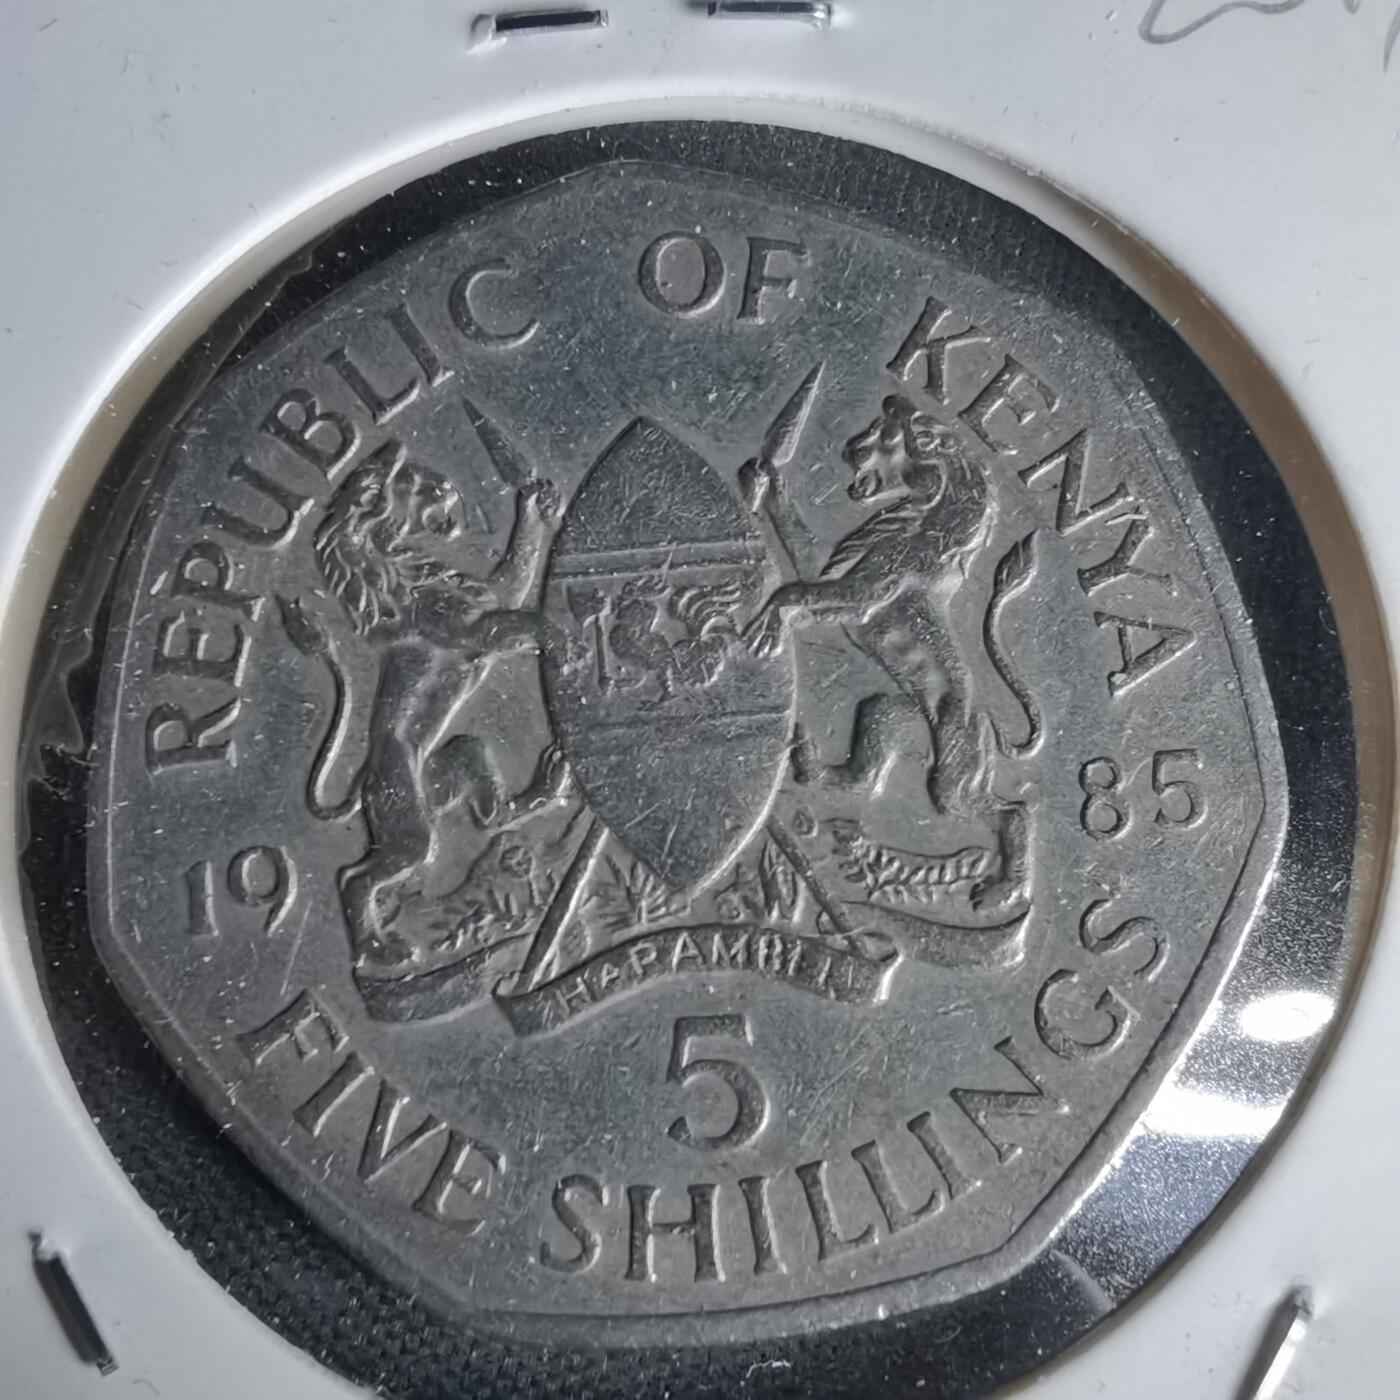 REPUBLIC OF KENYA
19 85
HARAMBEE
5
FIVE SHILLINGS